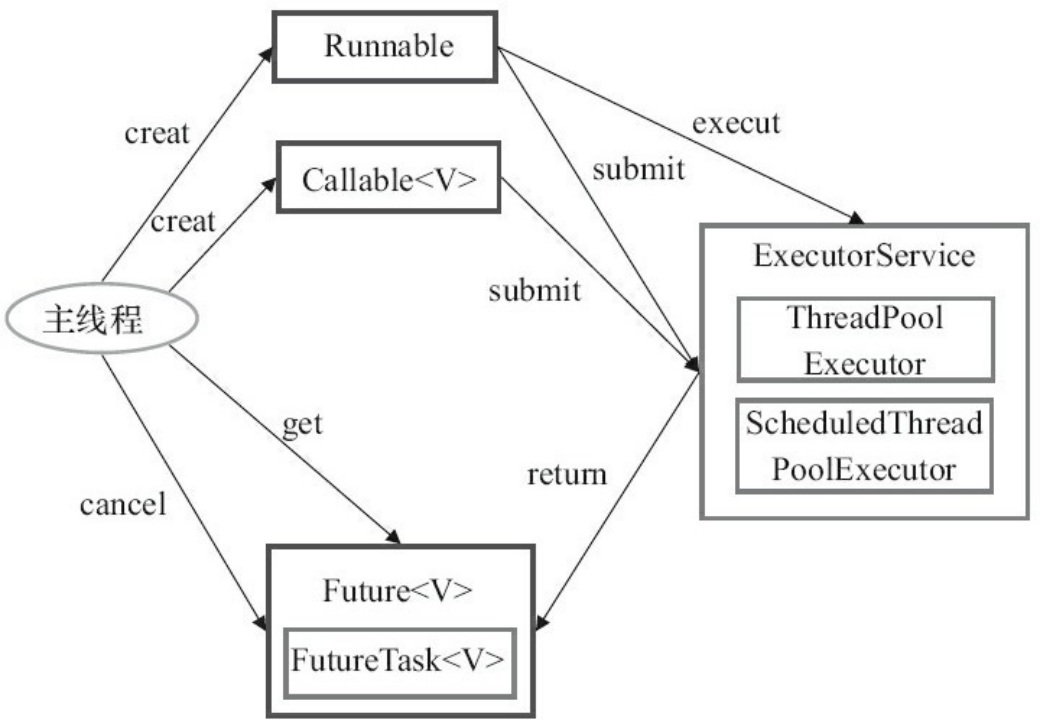 Runnable
creat
execut
submit
Callable<V>
creat
submit
ExecutorService
ThreadPool
Executor
ScheduledThread
PoolExecutor
主线程
get
return
cancel
Future<V>
FutureTask<V>